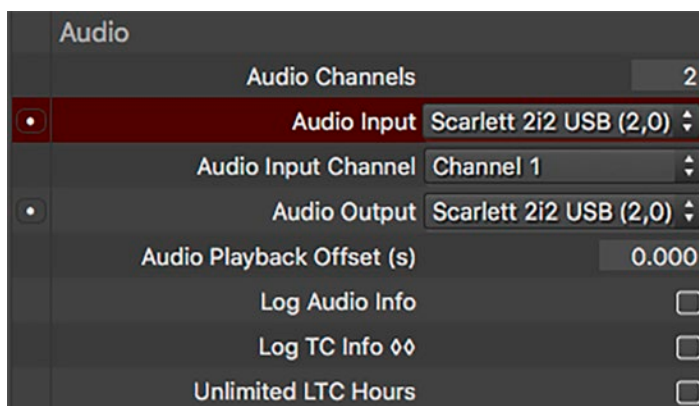 Audio
Audio Channels 2
Audio Input Scarlett 2i2 USB (2,0)
Audio Input Channel Channel 1
Audio Output Scarlett 2i2 USB (2,0)
Audio Playback Offset (s) 0.000
Log Audio Info
Log TC Info ◊◊
Unlimited LTC Hours